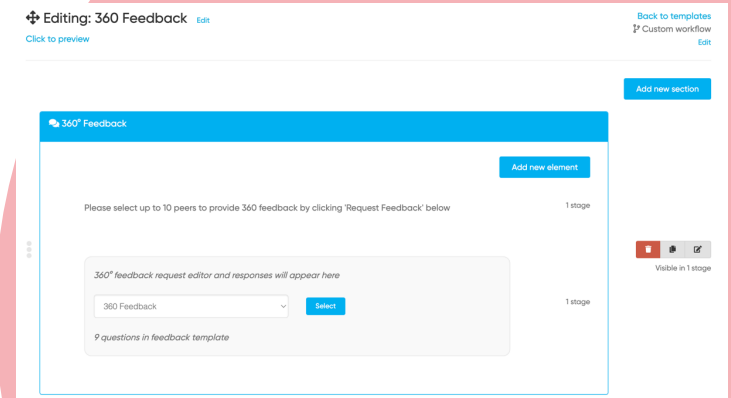 Editing: 360 Feedback Edit
Back to templates
Click to preview
Custom workflow
Edit
Add new section
360° Feedback
Add new element
Please select up to 10 peers to provide 360 feedback by clicking 'Request Feedback' below
1 stage
360° feedback request editor and responses will appear here
Visible in 1 stage
360 Feedback
Select
1 stage
9 questions in feedback template